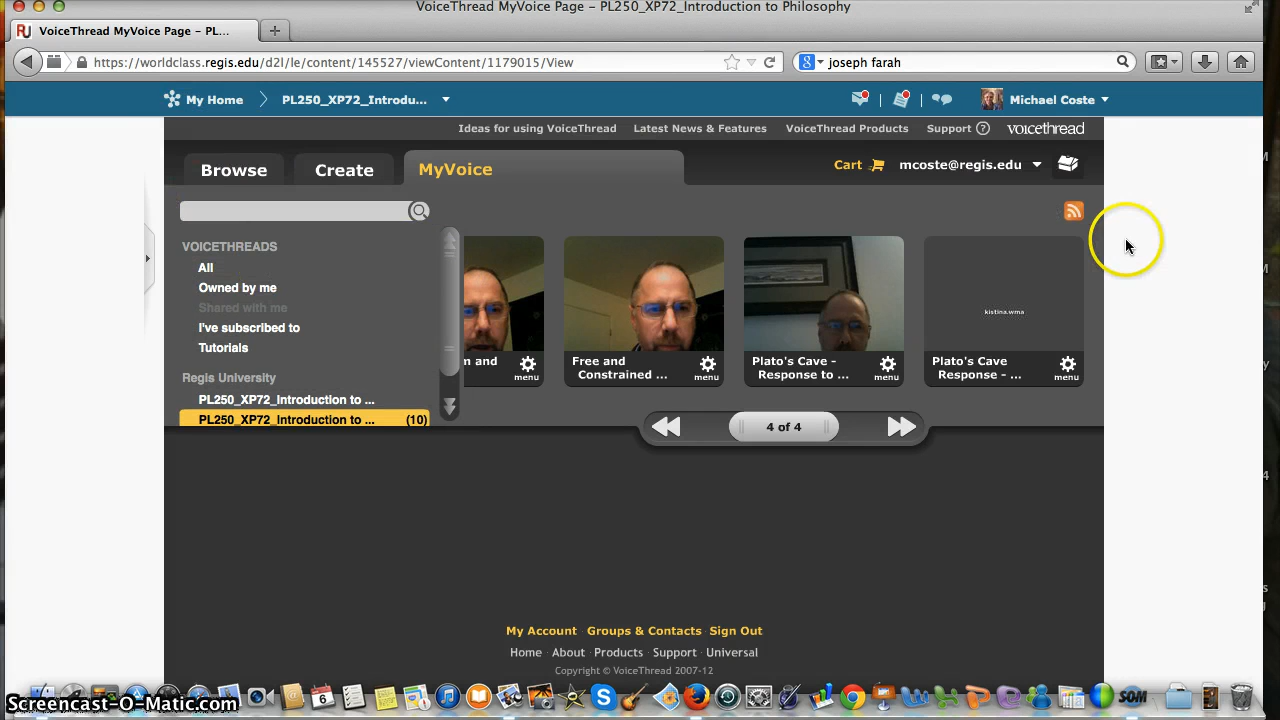 VoiceThread MyVoice Page – PL250_XP72_Introduction to Philosophy
RU VoiceThread MyVoice Page – PL...
https://worldclass.regis.edu/d2l/le/content/145527/viewContent/1179015/View
joseph farah
My Home PL250_XP72_Introdu... Michael Coste
Ideas for using VoiceThread Latest News & Features VoiceThread Products Support ? voicethread
Browse Create MyVoice Cart mcoste@regis.edu
VOICETHREADS
All
Owned by me
Shared with me
I've subscribed to
Tutorials
Regis University
PL250_XP72_Introduction to ...
PL250_XP72_Introduction to ... (10)
m and
menu
Free and
Constrained ...
menu
Plato's Cave -
Response to ...
menu
kistina.wma
Plato's Cave
Response - ...
menu
4 of 4
My Account Groups & Contacts Sign Out
Home · About · Products · Support · Universal
Copyright © VoiceThread 2007-12
Screencast-O-Matic.com
6
SOM